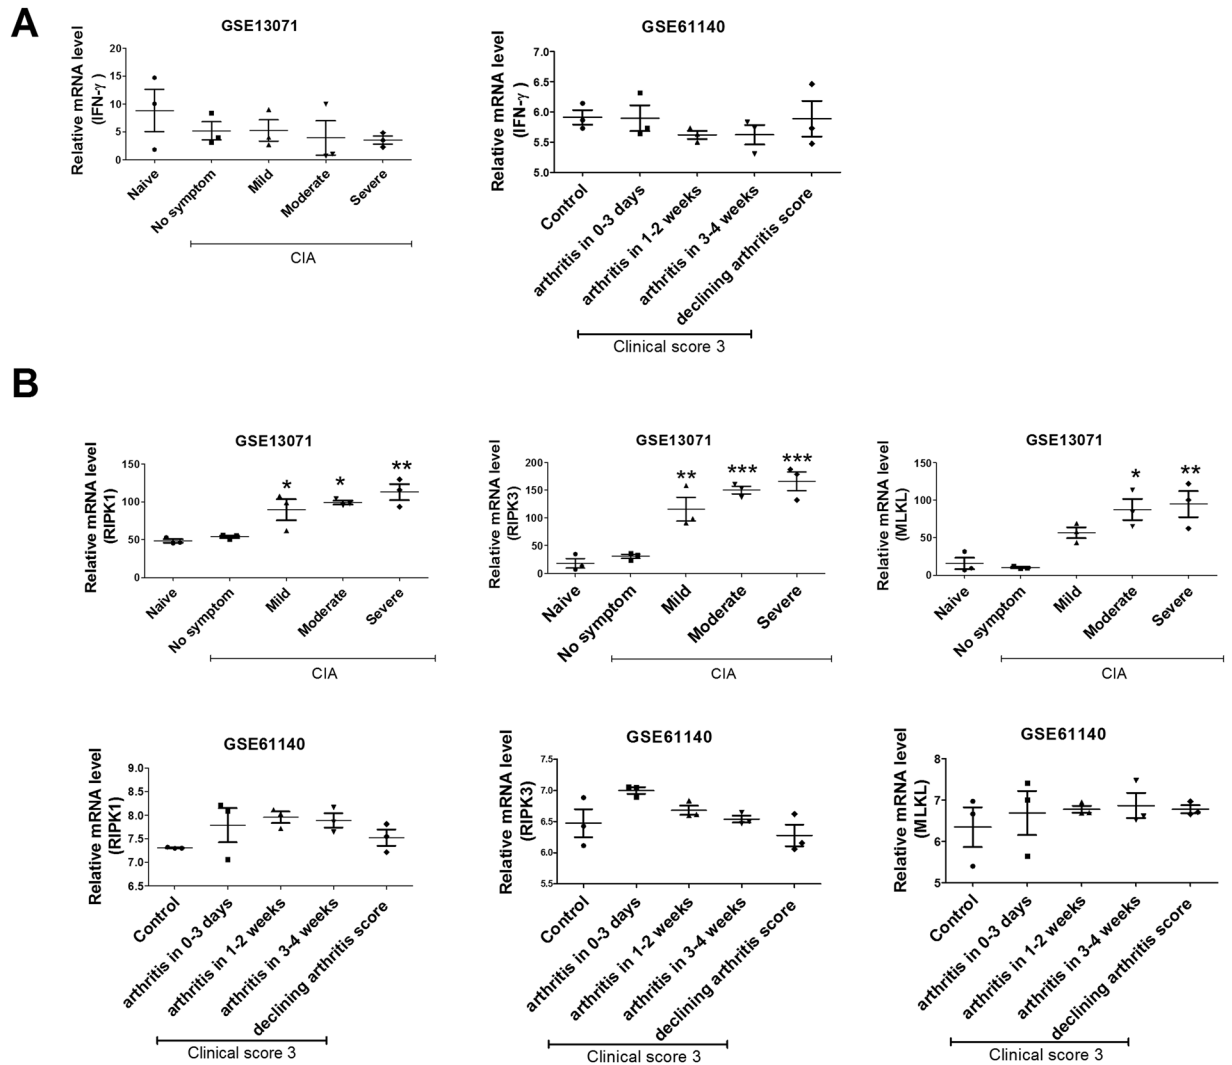 A
GSE13071
Relative mRNA level
(IFN-γ )
20
15
10
5
0
Naive
No symptom
Mild
Moderate
Severe
CIA
GSE61140
Relative mRNA level
(IFN-γ)
7.0
6.5
6.0
5.5
5.0
Control
arthritis in 0-3 days
arthritis in 1-2 weeks
arthritis in 3-4 weeks
declining arthritis score
Clinical score 3
B
GSE13071
Relative mRNA level
(RIPK1)
150
100
50
0
*
*
**
Naive
No symptom
Mild
Moderate
Severe
CIA
GSE13071
Relative mRNA level
(RIPK3)
200
150
100
50
0
**
***
***
Naive
No symptom
Mild
Moderate
Severe
CIA
GSE13071
Relative mRNA level
(MLKL)
150
100
50
0
*
**
Naive
No symptom
Mild
Moderate
Severe
CIA
GSE61140
Relative mRNA level
(RIPK1)
9.0
8.5
8.0
7.5
7.0
6.5
Control
arthritis in 0-3 days
arthritis in 1-2 weeks
arthritis in 3-4 weeks
declining arthritis score
Clinical score 3
GSE61140
Relative mRNA level
(RIPK3)
7.5
7.0
6.5
6.0
5.5
Control
arthritis in 0-3 days
arthritis in 1-2 weeks
arthritis in 3-4 weeks
declining arthritis score
Clinical score 3
GSE61140
Relative mRNA level
(MLKL)
8
7
6
5
Control
arthritis in 0-3 days
arthritis in 1-2 weeks
arthritis in 3-4 weeks
declining arthritis score
Clinical score 3